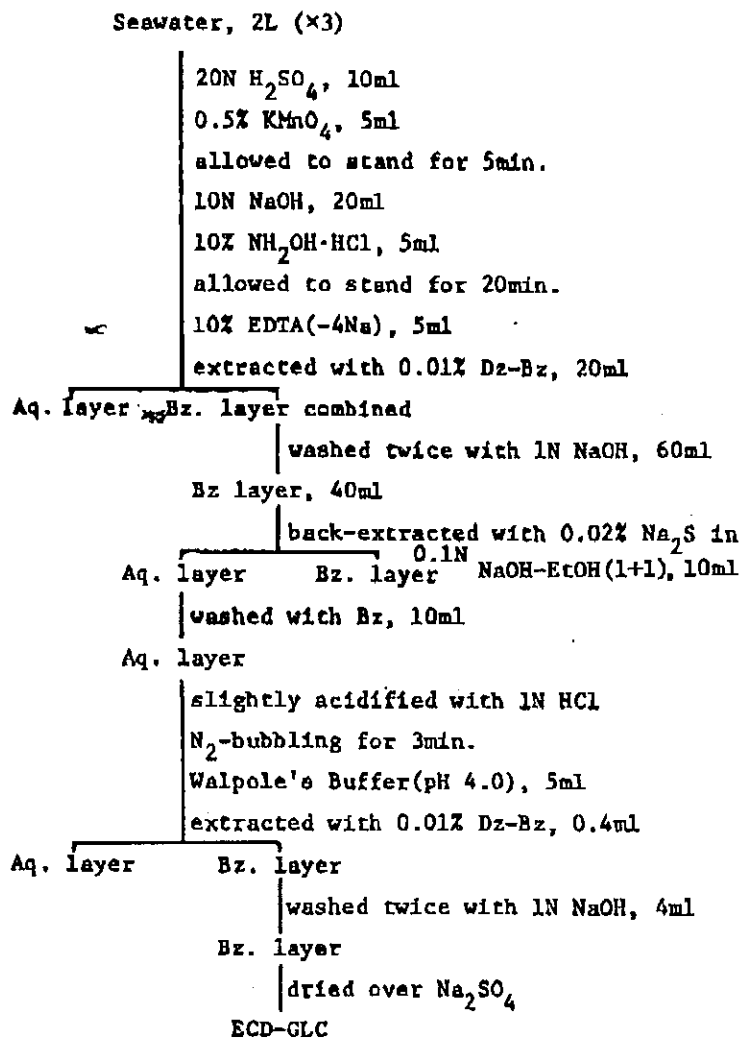 Seawater, 2L (×3)
20N H₂SO₄, 10ml
0.5% KMnO₄, 5ml
allowed to stand for 5min.
10N NaOH, 20ml
10% NH₂OH·HCl, 5ml
allowed to stand for 20min.
10% EDTA(-4Na), 5ml
extracted with 0.01% Dz-Bz, 20ml
Aq. layer Bz. layer combined
washed twice with 1N NaOH, 60ml
Bz layer, 40ml
back-extracted with 0.02% Na₂S in
0.1N
Aq. layer Bz. layer NaOH-EtOH(1+1), 10ml
washed with Bz, 10ml
Aq. layer
slightly acidified with 1N HCl
N₂-bubbling for 3min.
Walpole's Buffer(pH 4.0), 5ml
extracted with 0.01% Dz-Bz, 0.4ml
Aq. layer Bz. layer
washed twice with 1N NaOH, 4ml
Bz. layer
dried over Na₂SO₄
ECD-GLC